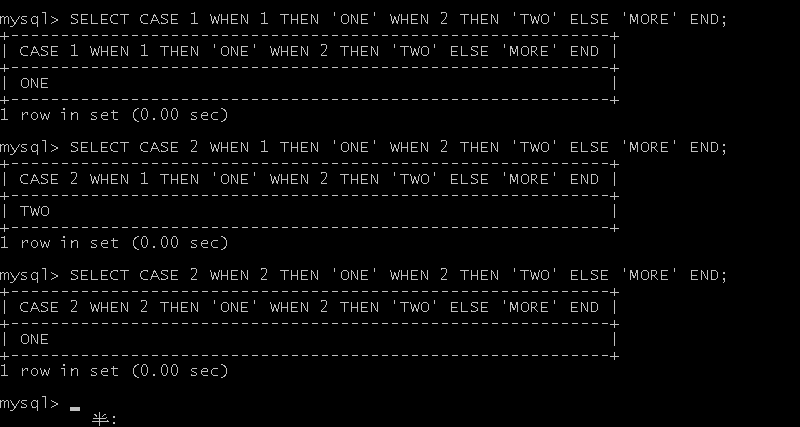 mysql> SELECT CASE 1 WHEN 1 THEN 'ONE' WHEN 2 THEN 'TWO' ELSE 'MORE' END;
+------------------------------------------------------------+
| CASE 1 WHEN 1 THEN 'ONE' WHEN 2 THEN 'TWO' ELSE 'MORE' END |
+------------------------------------------------------------+
| ONE                                                        |
+------------------------------------------------------------+
1 row in set (0.00 sec)
mysql> SELECT CASE 2 WHEN 1 THEN 'ONE' WHEN 2 THEN 'TWO' ELSE 'MORE' END;
+------------------------------------------------------------+
| CASE 2 WHEN 1 THEN 'ONE' WHEN 2 THEN 'TWO' ELSE 'MORE' END |
+------------------------------------------------------------+
| TWO                                                        |
+------------------------------------------------------------+
1 row in set (0.00 sec)
mysql> SELECT CASE 2 WHEN 2 THEN 'ONE' WHEN 2 THEN 'TWO' ELSE 'MORE' END;
+------------------------------------------------------------+
| CASE 2 WHEN 2 THEN 'ONE' WHEN 2 THEN 'TWO' ELSE 'MORE' END |
+------------------------------------------------------------+
| ONE                                                        |
+------------------------------------------------------------+
1 row in set (0.00 sec)
mysql> _
半: